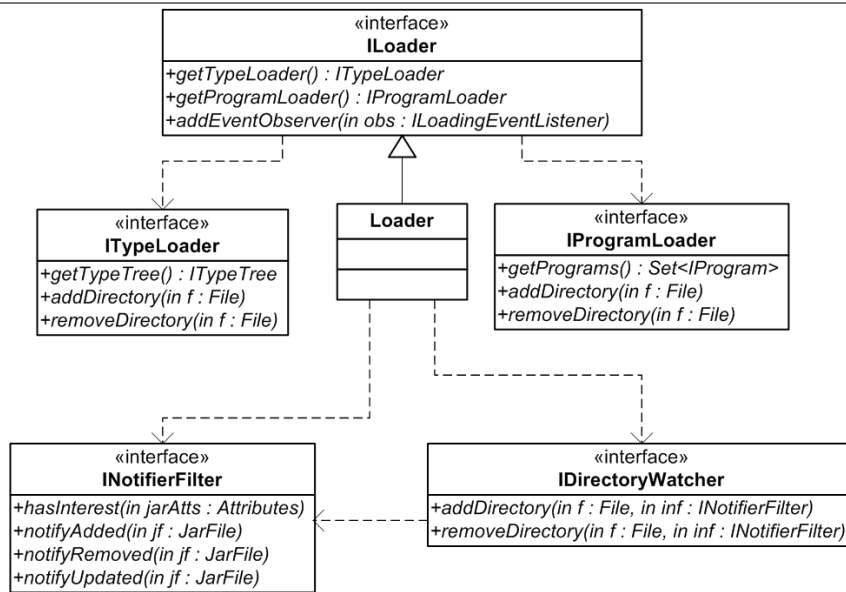 «interface»
ILoader
+getTypeLoader() : ITypeLoader
+getProgramLoader() : IProgramLoader
+addEventObserver(in obs : ILoadingEventListener)
«interface»
ITypeLoader
+getTypeTree() : ITypeTree
+addDirectory(in f : File)
+removeDirectory(in f : File)
Loader
«interface»
IProgramLoader
+getPrograms() : Set<IProgram>
+addDirectory(in f : File)
+removeDirectory(in f : File)
«interface»
INotifierFilter
+hasInterest(in jarAtts : Attributes)
+notifyAdded(in jf : JarFile)
+notifyRemoved(in jf : JarFile)
+notifyUpdated(in jf : JarFile)
«interface»
IDirectoryWatcher
+addDirectory(in f : File, in inf : INotifierFilter)
+removeDirectory(in f : File, in inf : INotifierFilter)